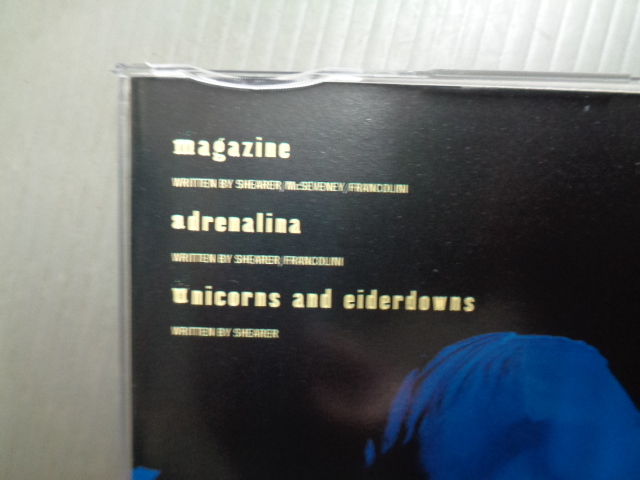 magazine
WRITTEN BY SHEARER/McSEVENEY/FRANCOLINI
adrenalina
WRITTEN BY SHEARER/FRANCOLINI
unicorns and eiderdowns
WRITTEN BY SHEARER